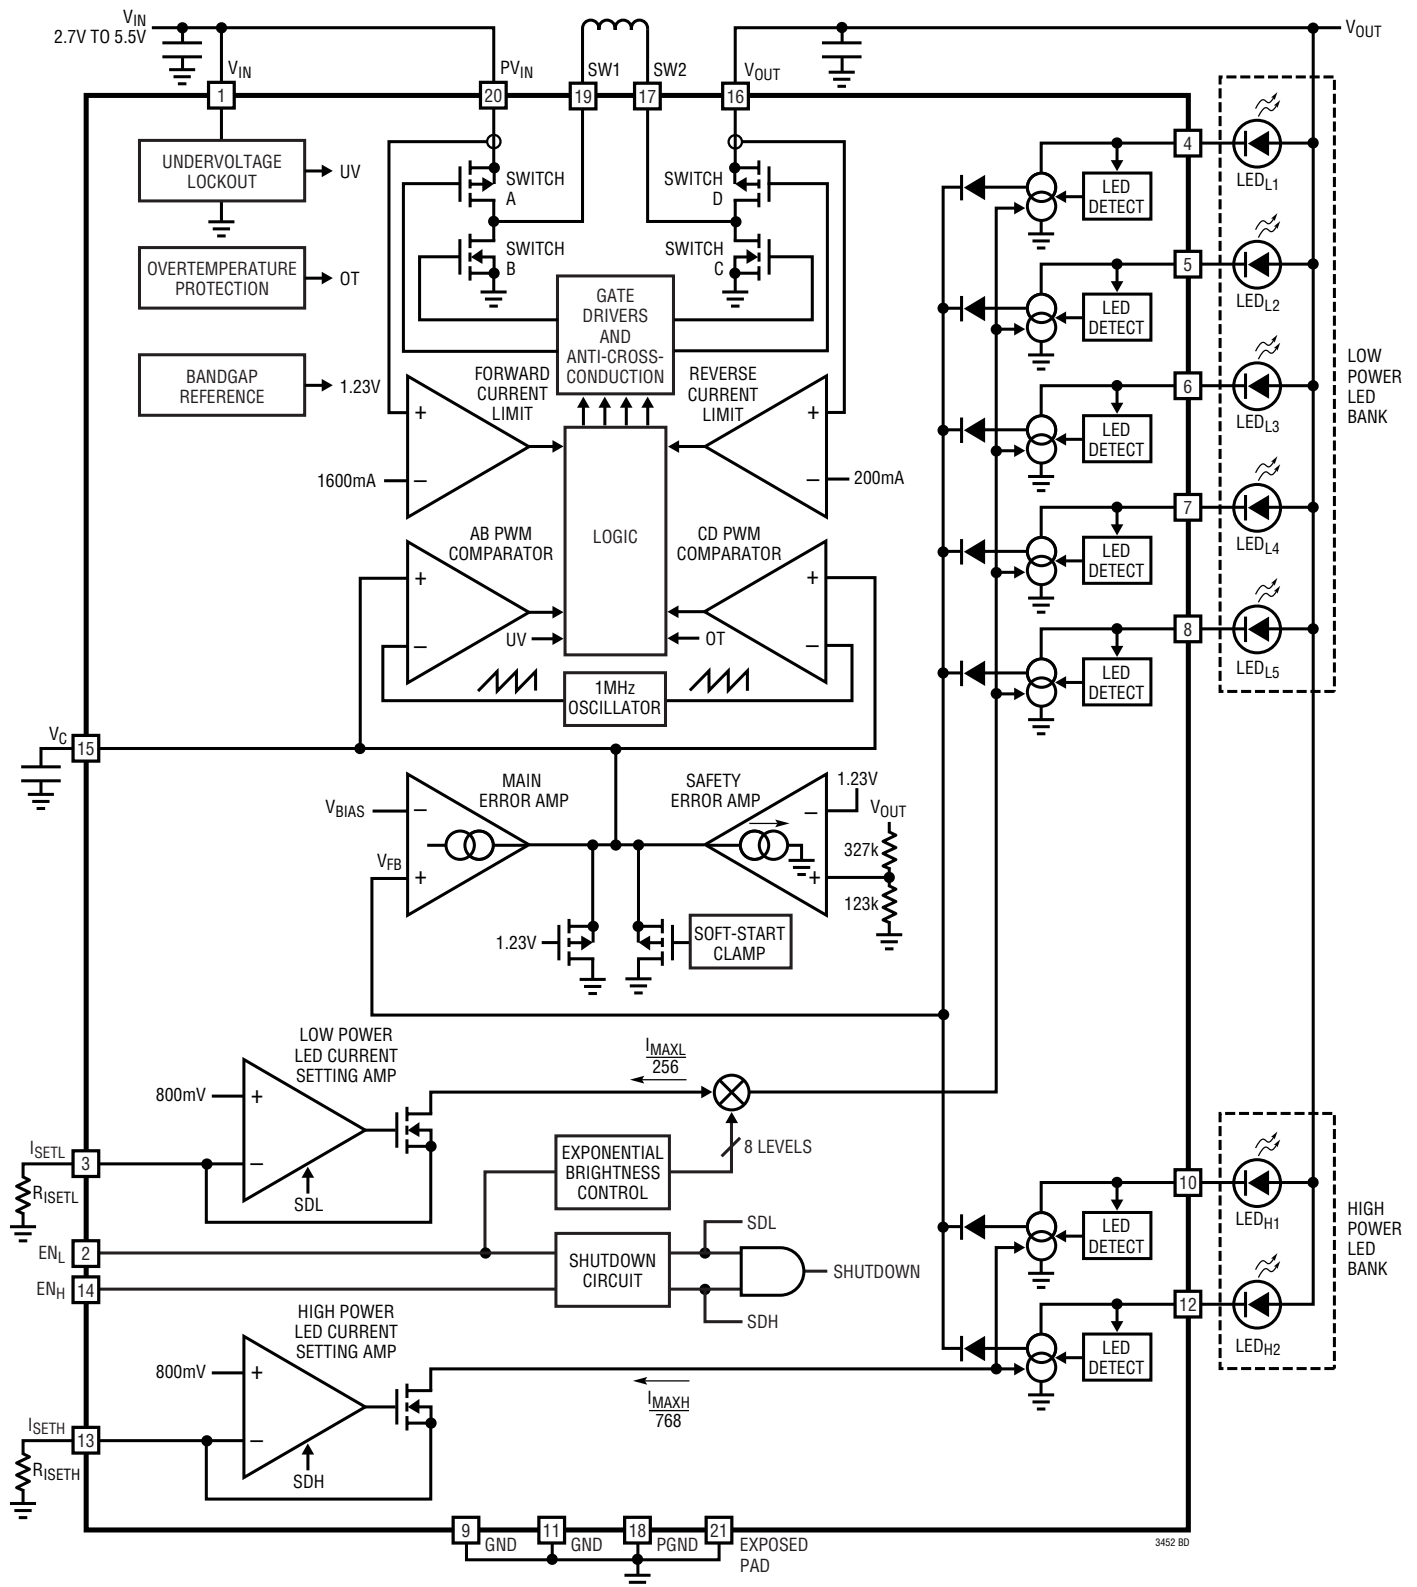 VIN
2.7V TO 5.5V
VIN
1
PVIN
20
SW1
19
SW2
17
VOUT
16
VOUT
UNDERVOLTAGE
LOCKOUT
UV
OVERTEMPERATURE
PROTECTION
OT
BANDGAP
REFERENCE
1.23V
SWITCH
A
SWITCH
B
SWITCH
D
SWITCH
C
GATE
DRIVERS
AND
ANTI-CROSS-
CONDUCTION
FORWARD
CURRENT
LIMIT
+
–
1600mA
REVERSE
CURRENT
LIMIT
+
–
200mA
LOGIC
AB PWM
COMPARATOR
+
–
UV
CD PWM
COMPARATOR
+
–
OT
1MHz
OSCILLATOR
VC
15
MAIN
ERROR AMP
VBIAS
–
VFB
+
SAFETY
ERROR AMP
1.23V
–
+
VOUT
327k
123k
1.23V
SOFT-START
CLAMP
4
LED
DETECT
LEDL1
5
LED
DETECT
LEDL2
6
LED
DETECT
LEDL3
7
LED
DETECT
LEDL4
8
LED
DETECT
LEDL5
LOW
POWER
LED
BANK
LOW POWER
LED CURRENT
SETTING AMP
800mV
+
–
SDL
ISETL
3
RISETL
IMAXL
256
8 LEVELS
EXPONENTIAL
BRIGHTNESS
CONTROL
ENL
2
ENH
14
SHUTDOWN
CIRCUIT
SDL
SDH
SHUTDOWN
HIGH POWER
LED CURRENT
SETTING AMP
800mV
+
–
SDH
ISETH
13
RISETH
IMAXH
768
10
LED
DETECT
LEDH1
12
LED
DETECT
LEDH2
HIGH
POWER
LED
BANK
9
GND
11
GND
18
PGND
21
EXPOSED
PAD
3452 BD